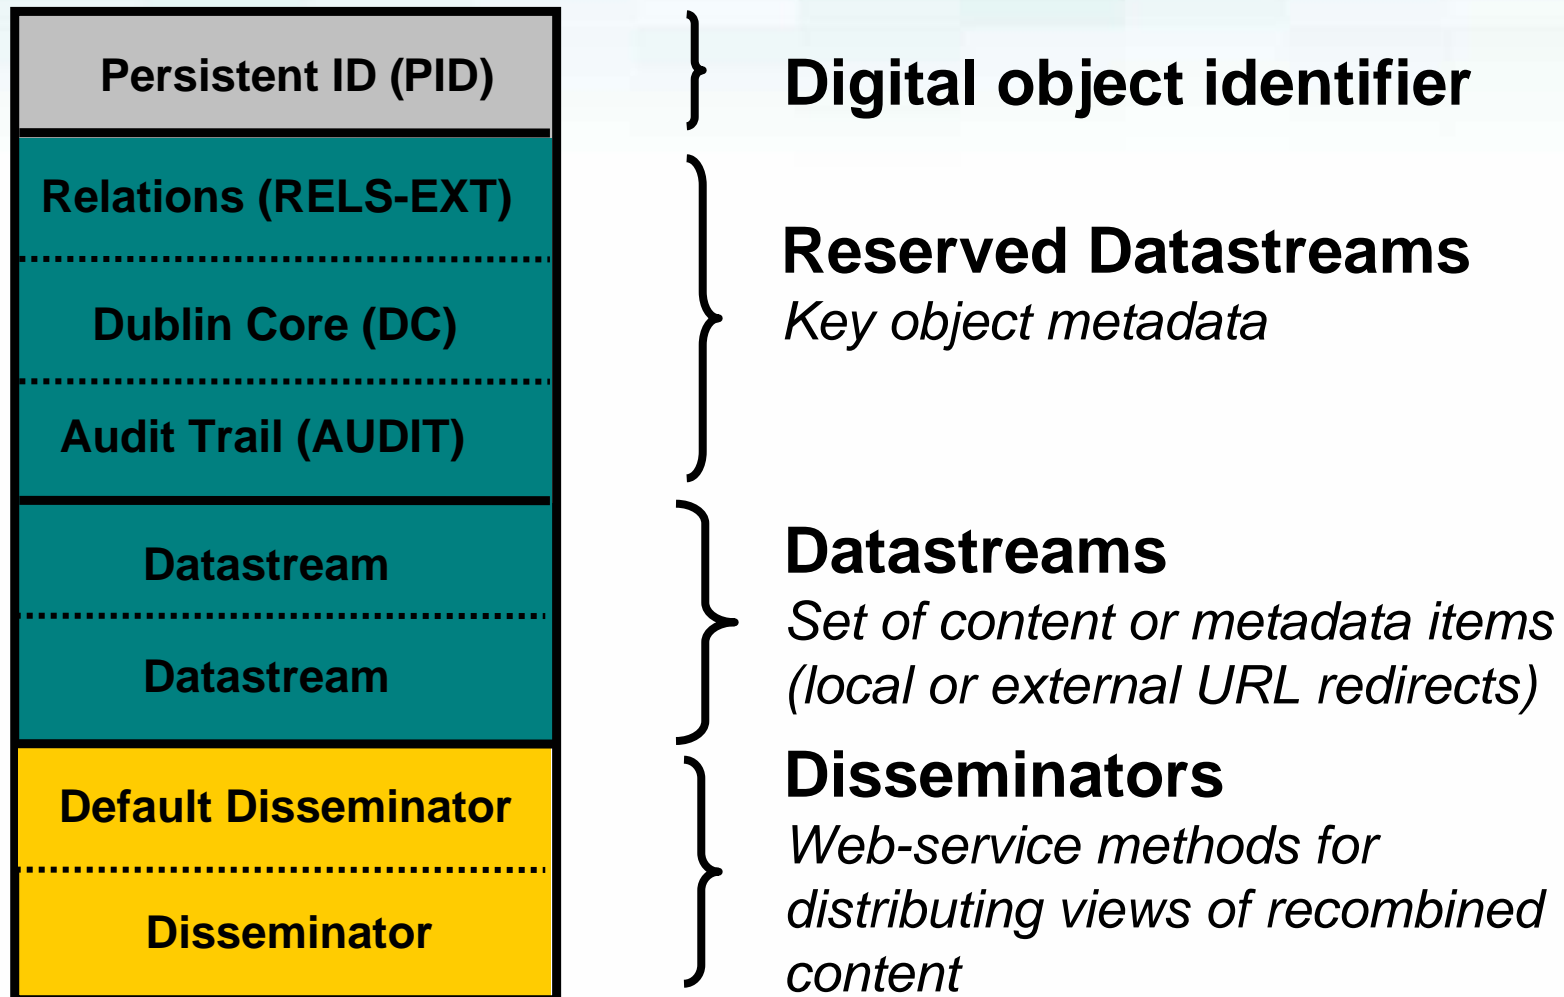 Persistent ID (PID)
Digital object identifier
Relations (RELS-EXT)
Dublin Core (DC)
Audit Trail (AUDIT)
Reserved Datastreams
Key object metadata
Datastream
Datastream
Datastreams
Set of content or metadata items
(local or external URL redirects)
Default Disseminator
Disseminator
Disseminators
Web-service methods for
distributing views of recombined
content